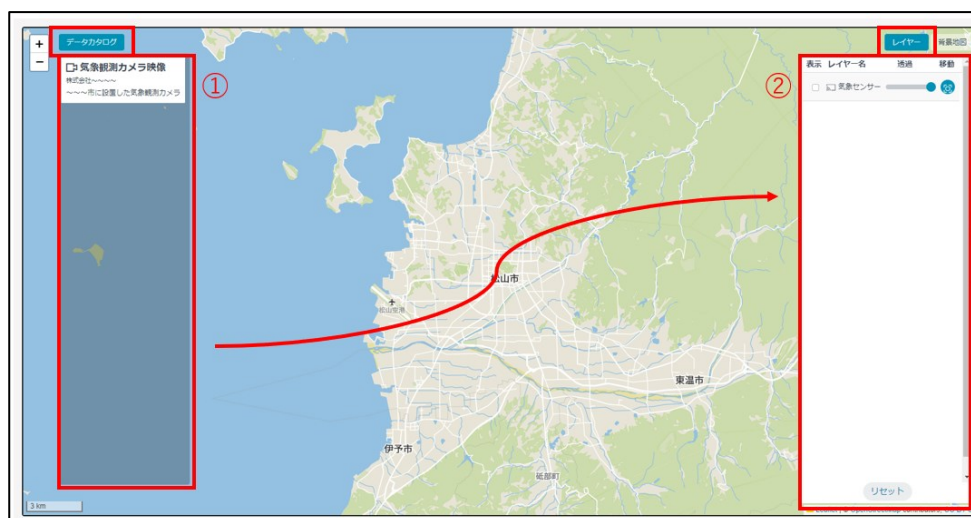 +
−
データカタログ
気象観測カメラ映像
株式会社～～～～
～～～市に設置した気象観測カメラ
①
②
レイヤー
背景地図
表示 レイヤー名 透過 移動
気象センサー
松山市
松山空港
東温市
伊予市
砥部町
リセット
3 km